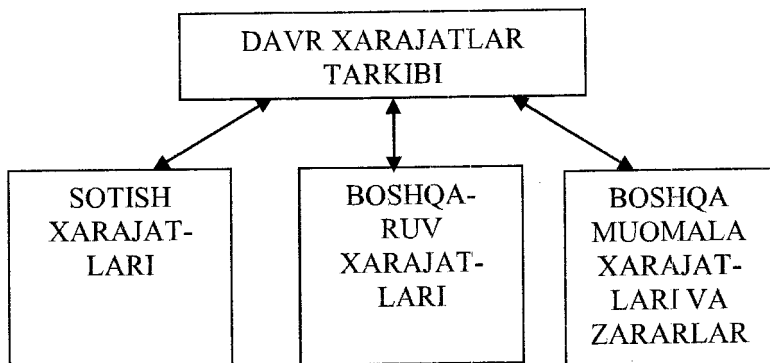 DAVR XARAJATLAR
TARKIBI
SOTISH
XARAJAT-
LARI
BOSHQA-
RUV
XARAJAT-
LARI
BOSHQA
MUOMALA
XARAJAT-
LARI VA
ZARARLAR